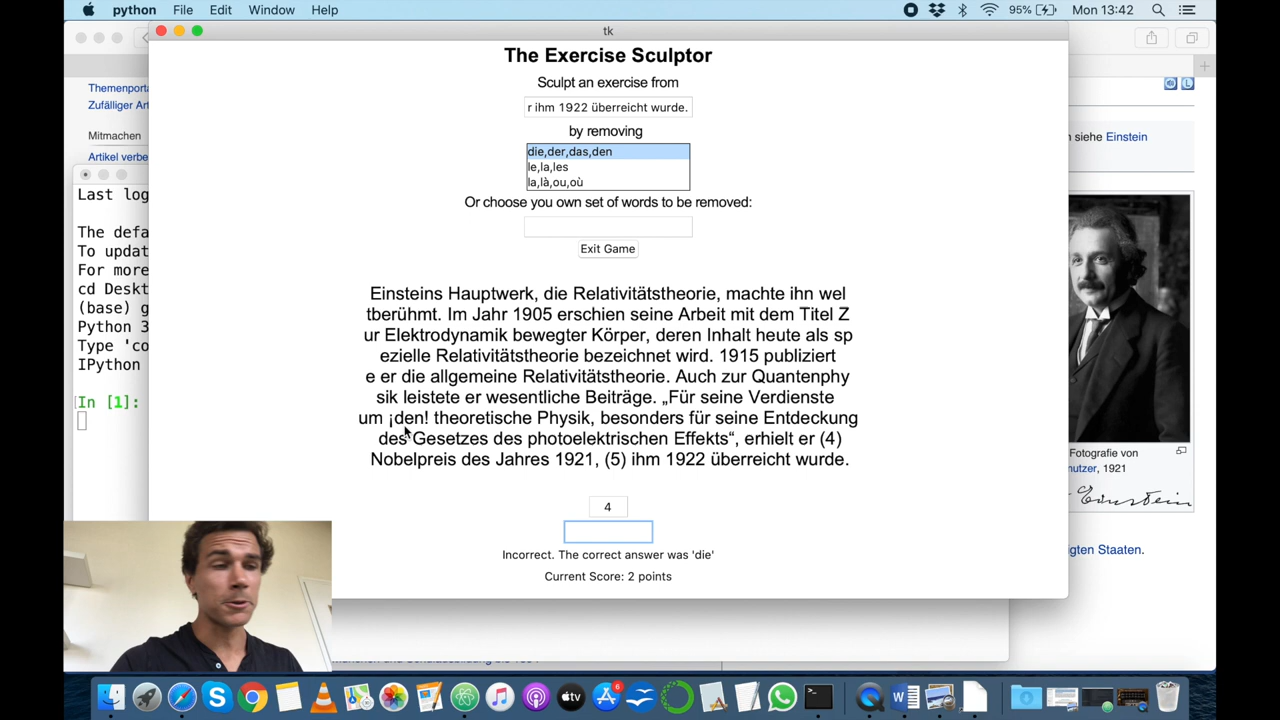 python File Edit Window Help 95% Mon 13:42
tk
The Exercise Sculptor
Sculpt an exercise from
r ihm 1922 überreicht wurde.
by removing
die,der,das,den
le,la,les
la,là,ou,où
Or choose you own set of words to be removed:
Exit Game
Einsteins Hauptwerk, die Relativitätstheorie, machte ihn wel
tberühmt. Im Jahr 1905 erschien seine Arbeit mit dem Titel Z
ur Elektrodynamik bewegter Körper, deren Inhalt heute als sp
ezielle Relativitätstheorie bezeichnet wird. 1915 publiziert
e er die allgemeine Relativitätstheorie. Auch zur Quantenphy
sik leistete er wesentliche Beiträge. „Für seine Verdienste
um ¡den! theoretische Physik, besonders für seine Entdeckung
des Gesetzes des photoelektrischen Effekts“, erhielt er (4)
Nobelpreis des Jahres 1921, (5) ihm 1922 überreicht wurde.
4
Incorrect. The correct answer was 'die'
Current Score: 2 points
Themenporta
Zufälliger Art
Mitmachen
Artikel verbe
Last log
The defa
To updat
For more
cd Deskt
(base) g
Python 3
Type 'co
IPython
In [1]:
n siehe Einstein
Fotografie von
nutzer, 1921
Einstein
gten Staaten.
6